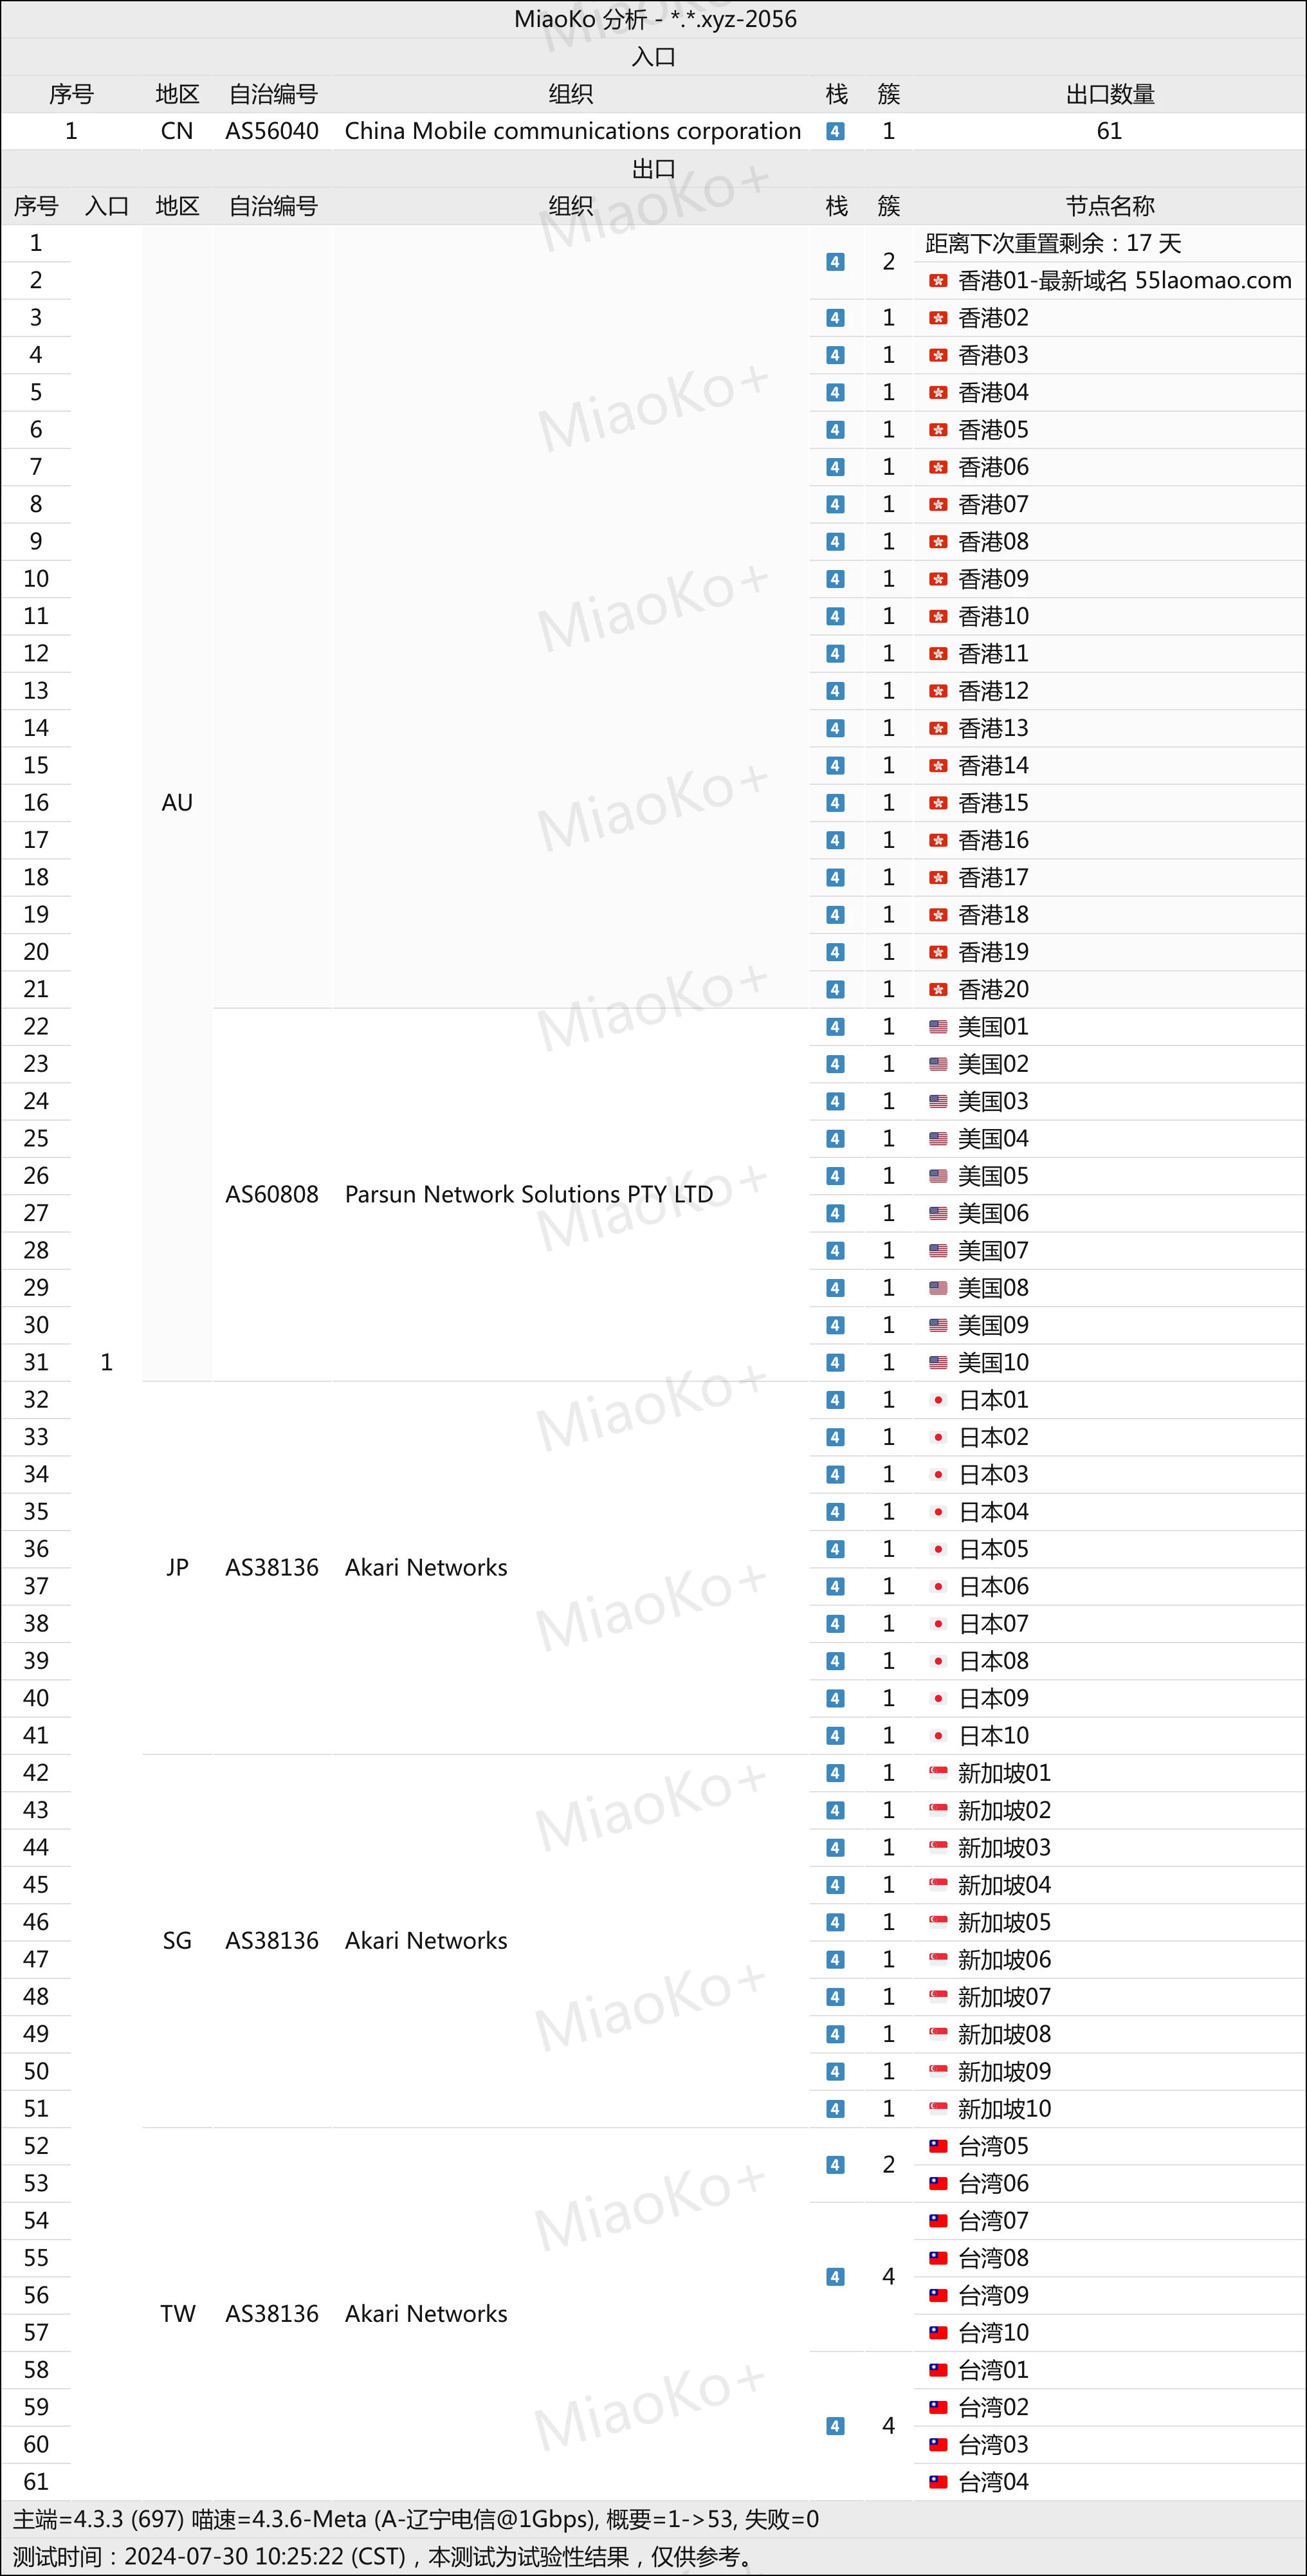 MiaoKo 分析 - *.*.xyz-2056
入口
序号 地区 自治编号 组织 栈 簇 出口数量
1 CN AS56040 China Mobile communications corporation 4 1 61
出口
序号 入口 地区 自治编号 组织 栈 簇 节点名称
1 4 2 距离下次重置剩余：17 天
2 香港01-最新域名 55laomao.com
3 4 1 香港02
4 4 1 香港03
5 4 1 香港04
6 4 1 香港05
7 4 1 香港06
8 4 1 香港07
9 4 1 香港08
10 4 1 香港09
11 4 1 香港10
12 4 1 香港11
13 4 1 香港12
14 4 1 香港13
15 4 1 香港14
16 AU 4 1 香港15
17 4 1 香港16
18 4 1 香港17
19 4 1 香港18
20 4 1 香港19
21 4 1 香港20
22 4 1 美国01
23 4 1 美国02
24 4 1 美国03
25 4 1 美国04
26 AS60808 Parsun Network Solutions PTY LTD 4 1 美国05
27 4 1 美国06
28 4 1 美国07
29 4 1 美国08
30 4 1 美国09
31 1 4 1 美国10
32 4 1 日本01
33 4 1 日本02
34 4 1 日本03
35 4 1 日本04
36 JP AS38136 Akari Networks 4 1 日本05
37 4 1 日本06
38 4 1 日本07
39 4 1 日本08
40 4 1 日本09
41 4 1 日本10
42 4 1 新加坡01
43 4 1 新加坡02
44 4 1 新加坡03
45 4 1 新加坡04
46 SG AS38136 Akari Networks 4 1 新加坡05
47 4 1 新加坡06
48 4 1 新加坡07
49 4 1 新加坡08
50 4 1 新加坡09
51 4 1 新加坡10
52 4 2 台湾05
53 台湾06
54 台湾07
55 4 4 台湾08
56 TW AS38136 Akari Networks 台湾09
57 台湾10
58 台湾01
59 4 4 台湾02
60 台湾03
61 台湾04
主端=4.3.3 (697) 喵速=4.3.6-Meta (A-辽宁电信@1Gbps), 概要=1->53, 失败=0
测试时间：2024-07-30 10:25:22 (CST)，本测试为试验性结果，仅供参考。